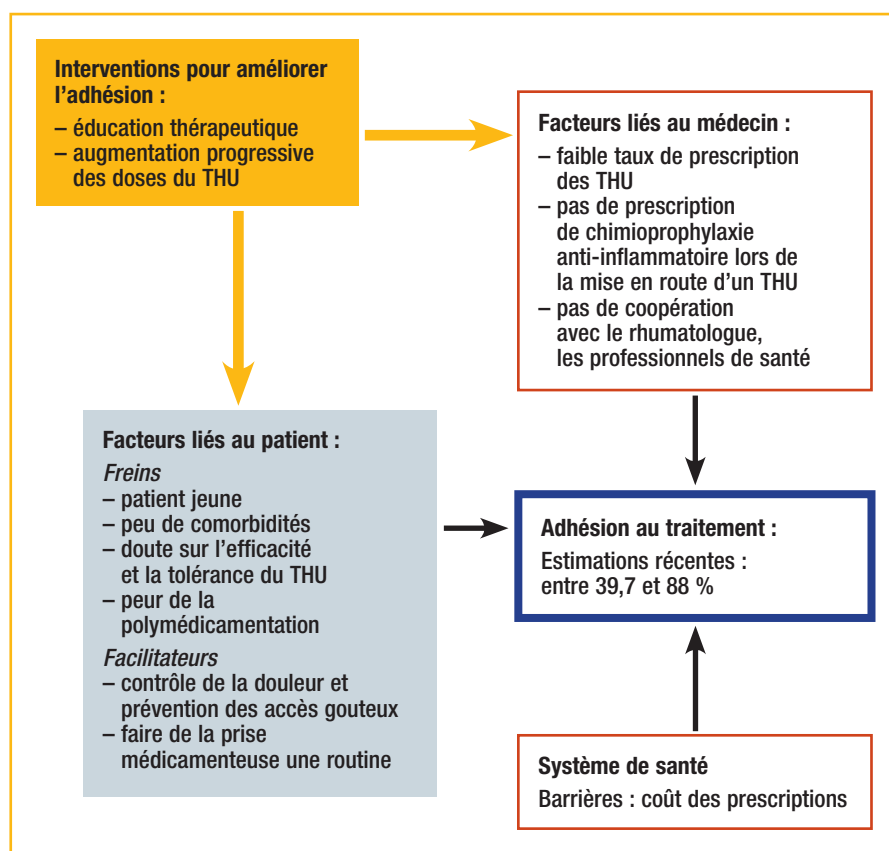 Interventions pour améliorer
l'adhésion :
– éducation thérapeutique
– augmentation progressive
des doses du THU
Facteurs liés au médecin :
– faible taux de prescription
des THU
– pas de prescription
de chimioprophylaxie
anti-inflammatoire lors de
la mise en route d'un THU
– pas de coopération
avec le rhumatologue,
les professionnels de santé
Facteurs liés au patient :
Freins
– patient jeune
– peu de comorbidités
– doute sur l'efficacité
et la tolérance du THU
– peur de la
polymédicamentation
Facilitateurs
– contrôle de la douleur et
prévention des accès gouteux
– faire de la prise
médicamenteuse une routine
Adhésion au traitement :
Estimations récentes :
entre 39,7 et 88 %
Système de santé
Barrières : coût des prescriptions